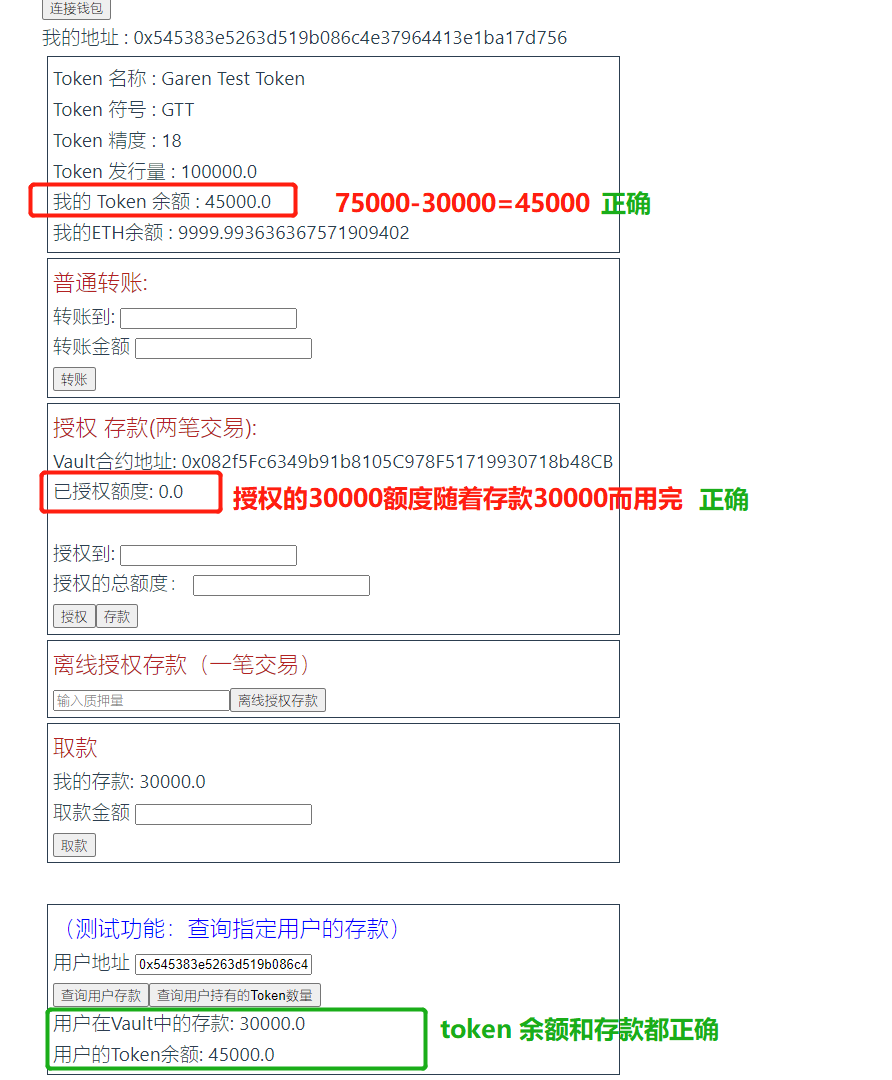 连接钱包
我的地址 : 0x545383e5263d519b086c4e37964413e1ba17d756
Token 名称 : Garen Test Token
Token 符号 : GTT
Token 精度 : 18
Token 发行量 : 100000.0
我的 Token 余额 : 45000.0
75000-30000=45000 正确
我的ETH余额 : 9999.993636367571909402
普通转账:
转账到:
转账金额
转账
授权 存款(两笔交易):
Vault合约地址: 0x082f5Fc6349b91b8105C978F51719930718b48CB
已授权额度: 0.0
授权的30000额度随着存款30000而用完 正确
授权到:
授权的总额度：
授权 存款
离线授权存款（一笔交易）
输入质押量 离线授权存款
取款
我的存款: 30000.0
取款金额
取款
（测试功能：查询指定用户的存款）
用户地址 0x545383e5263d519b086c4
查询用户存款 查询用户持有的Token数量
用户在Vault中的存款: 30000.0
用户的Token余额: 45000.0
token 余额和存款都正确